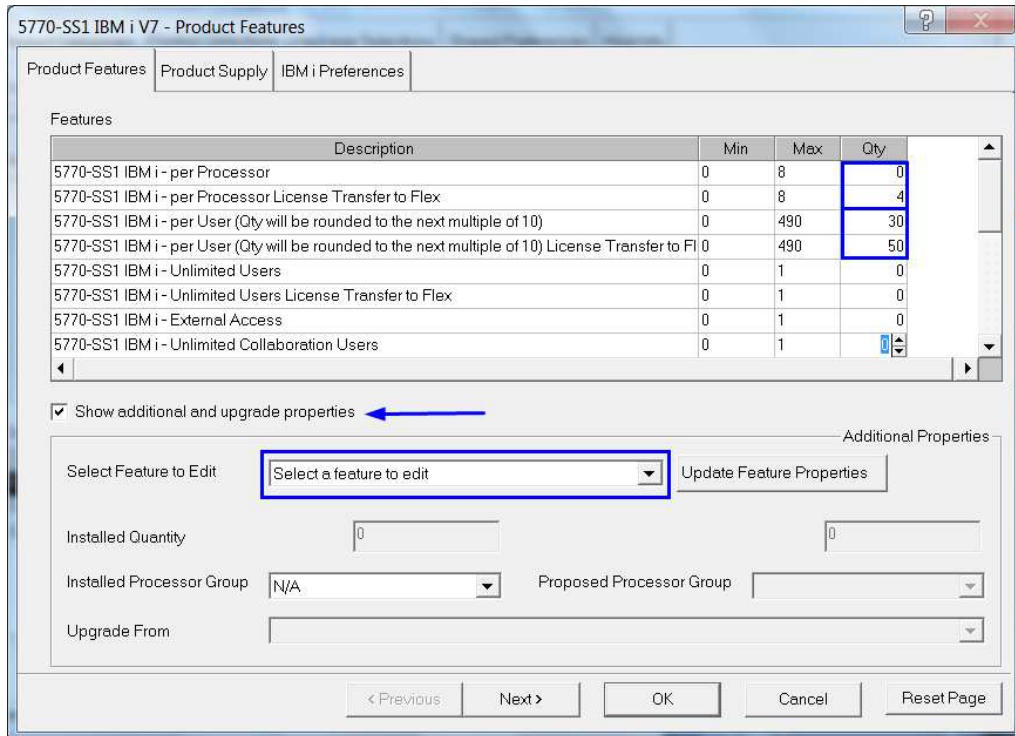 5770-SS1 IBM i V7 - Product Features
Product Features Product Supply IBM i Preferences
Features
Description Min Max Qty
5770-SS1 IBM i - per Processor 0 8 0
5770-SS1 IBM i - per Processor License Transfer to Flex 0 8 4
5770-SS1 IBM i - per User (Qty will be rounded to the next multiple of 10) 0 490 30
5770-SS1 IBM i - per User (Qty will be rounded to the next multiple of 10) License Transfer to Fl 0 490 50
5770-SS1 IBM i - Unlimited Users 0 1 0
5770-SS1 IBM i - Unlimited Users License Transfer to Flex 0 1 0
5770-SS1 IBM i - External Access 0 1 0
5770-SS1 IBM i - Unlimited Collaboration Users 0 1 0
Show additional and upgrade properties
Additional Properties
Select Feature to Edit Select a feature to edit Update Feature Properties
Installed Quantity 0 0
Installed Processor Group N/A Proposed Processor Group
Upgrade From
< Previous Next > OK Cancel Reset Page